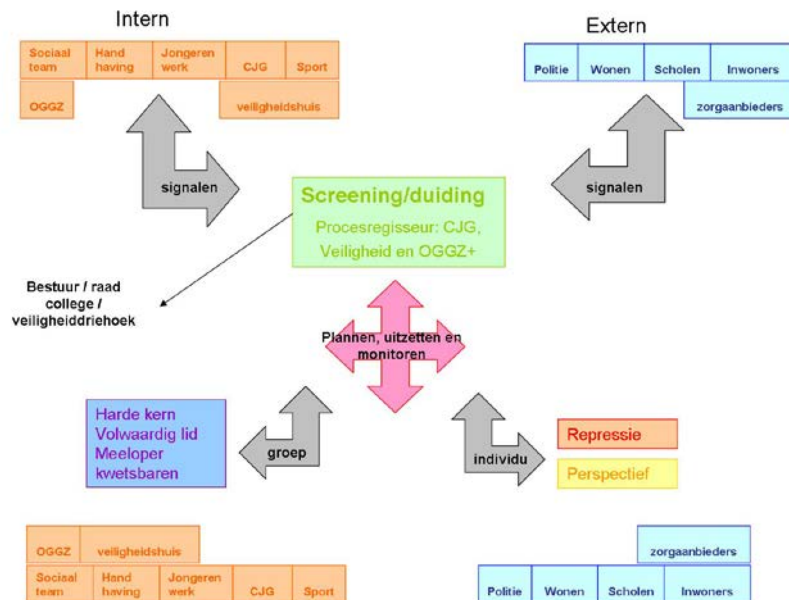 Intern
Extern
Sociaal team
Hand having
Jongeren werk
CJG
Sport
OGGZ
veiligheidshuis
Politie
Wonen
Scholen
Inwoners
zorgaanbieders
signalen
signalen
Screening/duiding
Procesregisseur: CJG,
Veiligheid en OGGZ+
Bestuur / raad
college /
veiligheiddriehoek
Plannen, uitzetten en
monitoren
Harde kern
Volwaardig lid
Meeloper
kwetsbaren
groep
individu
Repressie
Perspectief
OGGZ
veiligheidshuis
Sociaal team
Hand having
Jongeren werk
CJG
Sport
zorgaanbieders
Politie
Wonen
Scholen
Inwoners